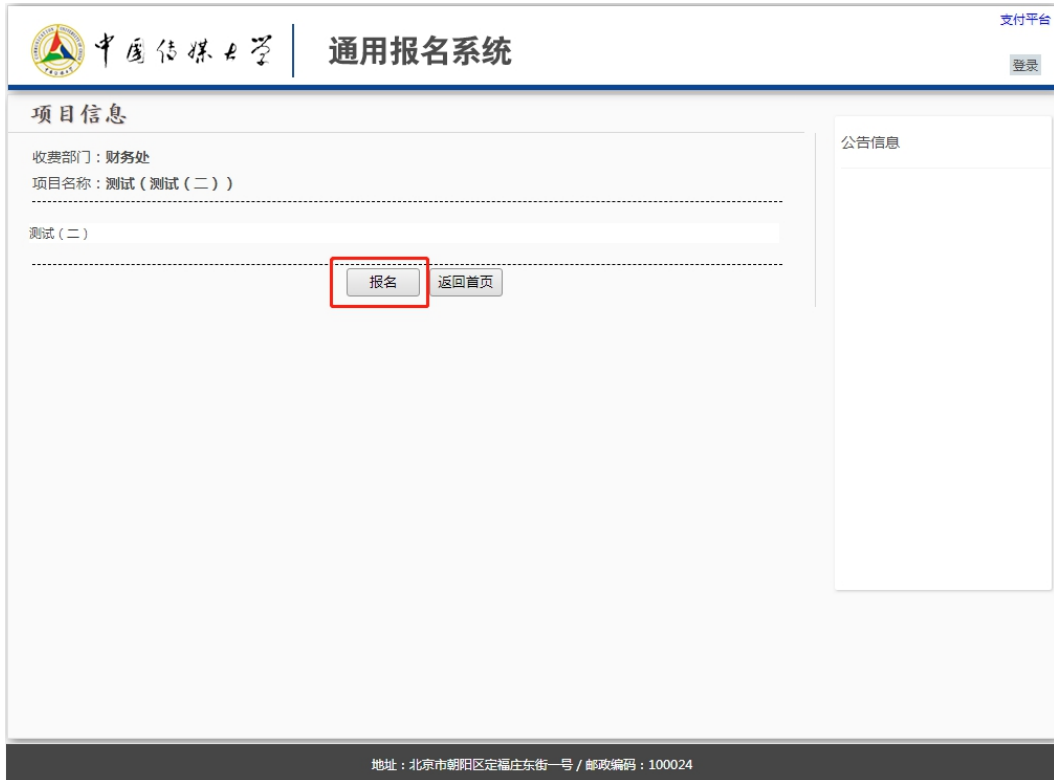 支付平台
中国传媒大学
通用报名系统
登录
项目信息
收费部门：财务处
项目名称：测试（测试（二））
测试（二）
报名 返回首页
公告信息
地址：北京市朝阳区定福庄东街一号 / 邮政编码：100024